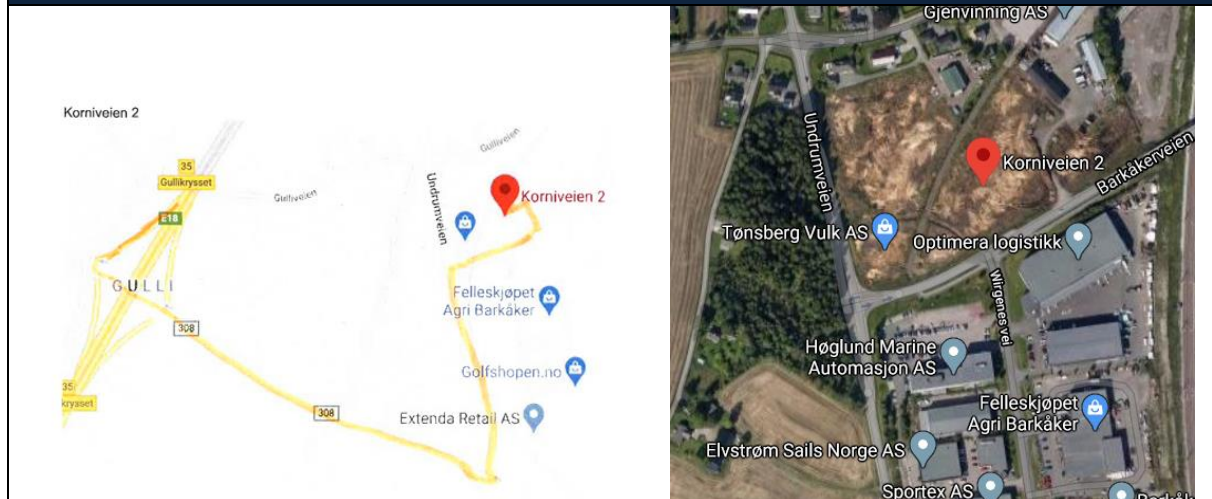 Korniveien 2
35
Gullikrysset
E18
GULLI
308
308
35
krysset
Gulliveien
Gulliveien
Undrumveien
Korniveien 2
Felleskjøpet
Agri Barkåker
Golfshopen.no
Extenda Retail AS
Gjenvinning AS
Undrumveien
Korniveien 2
Barkåkerveien
Tønsberg Vulk AS
Optimera logistikk
Wirgenes vei
Høglund Marine
Automasjon AS
Felleskjøpet
Agri Barkåker
Elvstrøm Sails Norge AS
Sportex AS